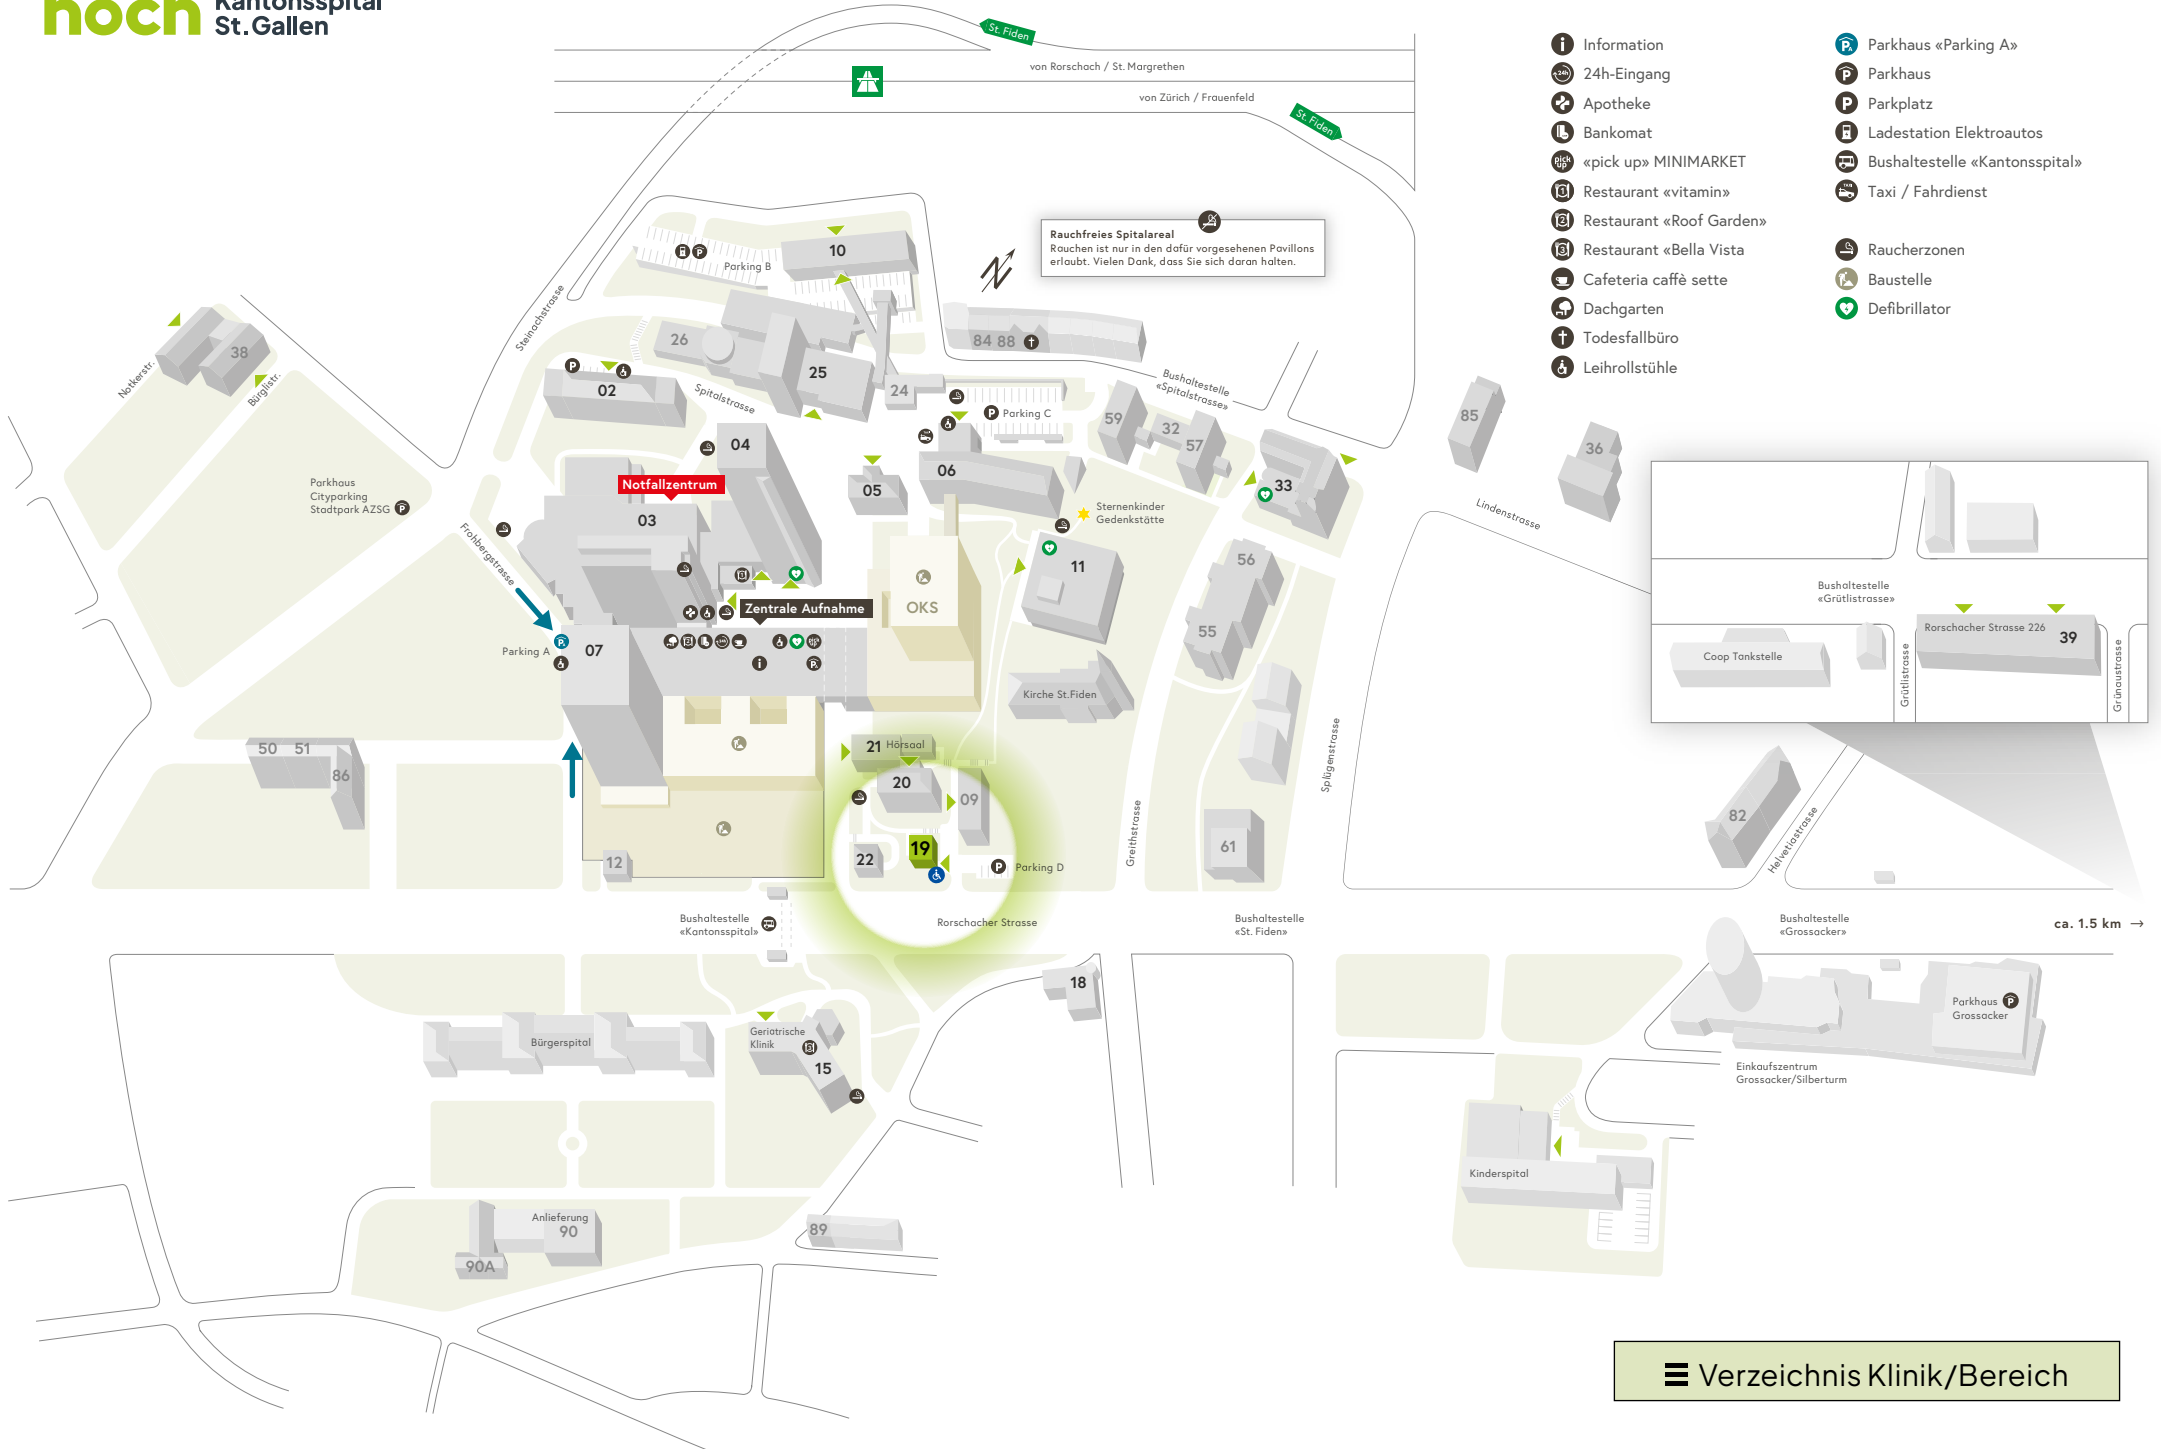 hoch Kantonsspital
St.Gallen
St. Fiden
von Rorschach / St. Margrethen
von Zürich / Frauenfeld
St. Fiden
Information
24h-Eingang
Apotheke
Bankomat
«pick up» MINIMARKET
Restaurant «vitamin»
Restaurant «Roof Garden»
Restaurant «Bella Vista
Cafeteria caffè sette
Dachgarten
Todesfallbüro
Leihrollstühle
Parkhaus «Parking A»
Parkhaus
Parkplatz
Ladestation Elektroautos
Bushaltestelle «Kantonsspital»
Taxi / Fahrdienst
Raucherzonen
Baustelle
Defibrillator
Rauchfreies Spitalareal
Rauchen ist nur in den dafür vorgesehenen Pavillons
erlaubt. Vielen Dank, dass Sie sich daran halten.
N
10
Parking B
Steinachstrasse
26
25
24
84 88
02
Spitalstrasse
38
Notkerstr.
Bürglistr.
Bushaltestelle
«Spitalstrasse»
Parking C
59
32
57
85
36
04
06
05
33
Notfallzentrum
03
Parkhaus
Cityparking
Stadtpark AZSG
Frohbergstrasse
Sternenkinder
Gedenkstätte
Lindenstrasse
11
56
55
OKS
Zentrale Aufnahme
07
Parking A
Kirche St.Fiden
Bushaltestelle
«Grütlistrasse»
Rorschacher Strasse 226
39
Coop Tankstelle
Grütlistrasse
Grünaustrasse
50 51
86
21 Hörsaal
20
09
19
22
12
Parking D
Greithstrasse
Splügenstrasse
61
82
Helvetiastrasse
Bushaltestelle
«Kantonsspital»
Rorschacher Strasse
Bushaltestelle
«St. Fiden»
Bushaltestelle
«Grossacker»
ca. 1.5 km →
18
Bürgerspital
Geriatrische
Klinik
15
Parkhaus
Grossacker
Einkaufszentrum
Grossacker/Silberturm
Kinderspital
Anlieferung
90
90A
89
Verzeichnis Klinik/Bereich